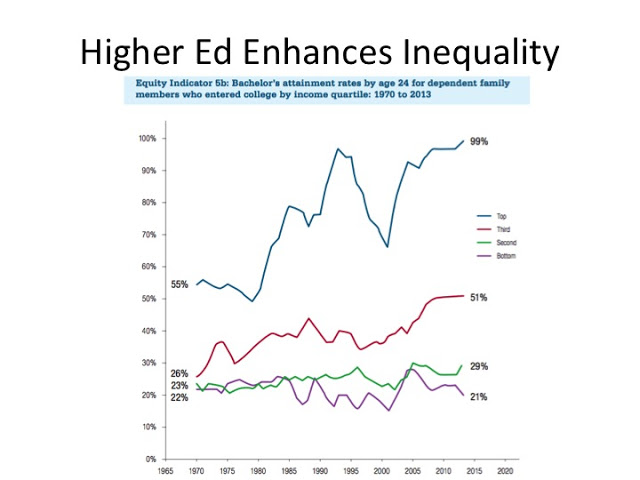 Higher Ed Enhances Inequality
Equity Indicator 5b: Bachelor's attainment rates by age 24 for dependent family
members who entered college by income quartile: 1970 to 2013
100%
90%
80%
70%
60%
50%
40%
30%
20%
10%
0%
55%
26%
23%
22%
99%
51%
29%
21%
Top
Third
Second
Bottom
1965 1970 1975 1980 1985 1990 1995 2000 2005 2010 2015 2020